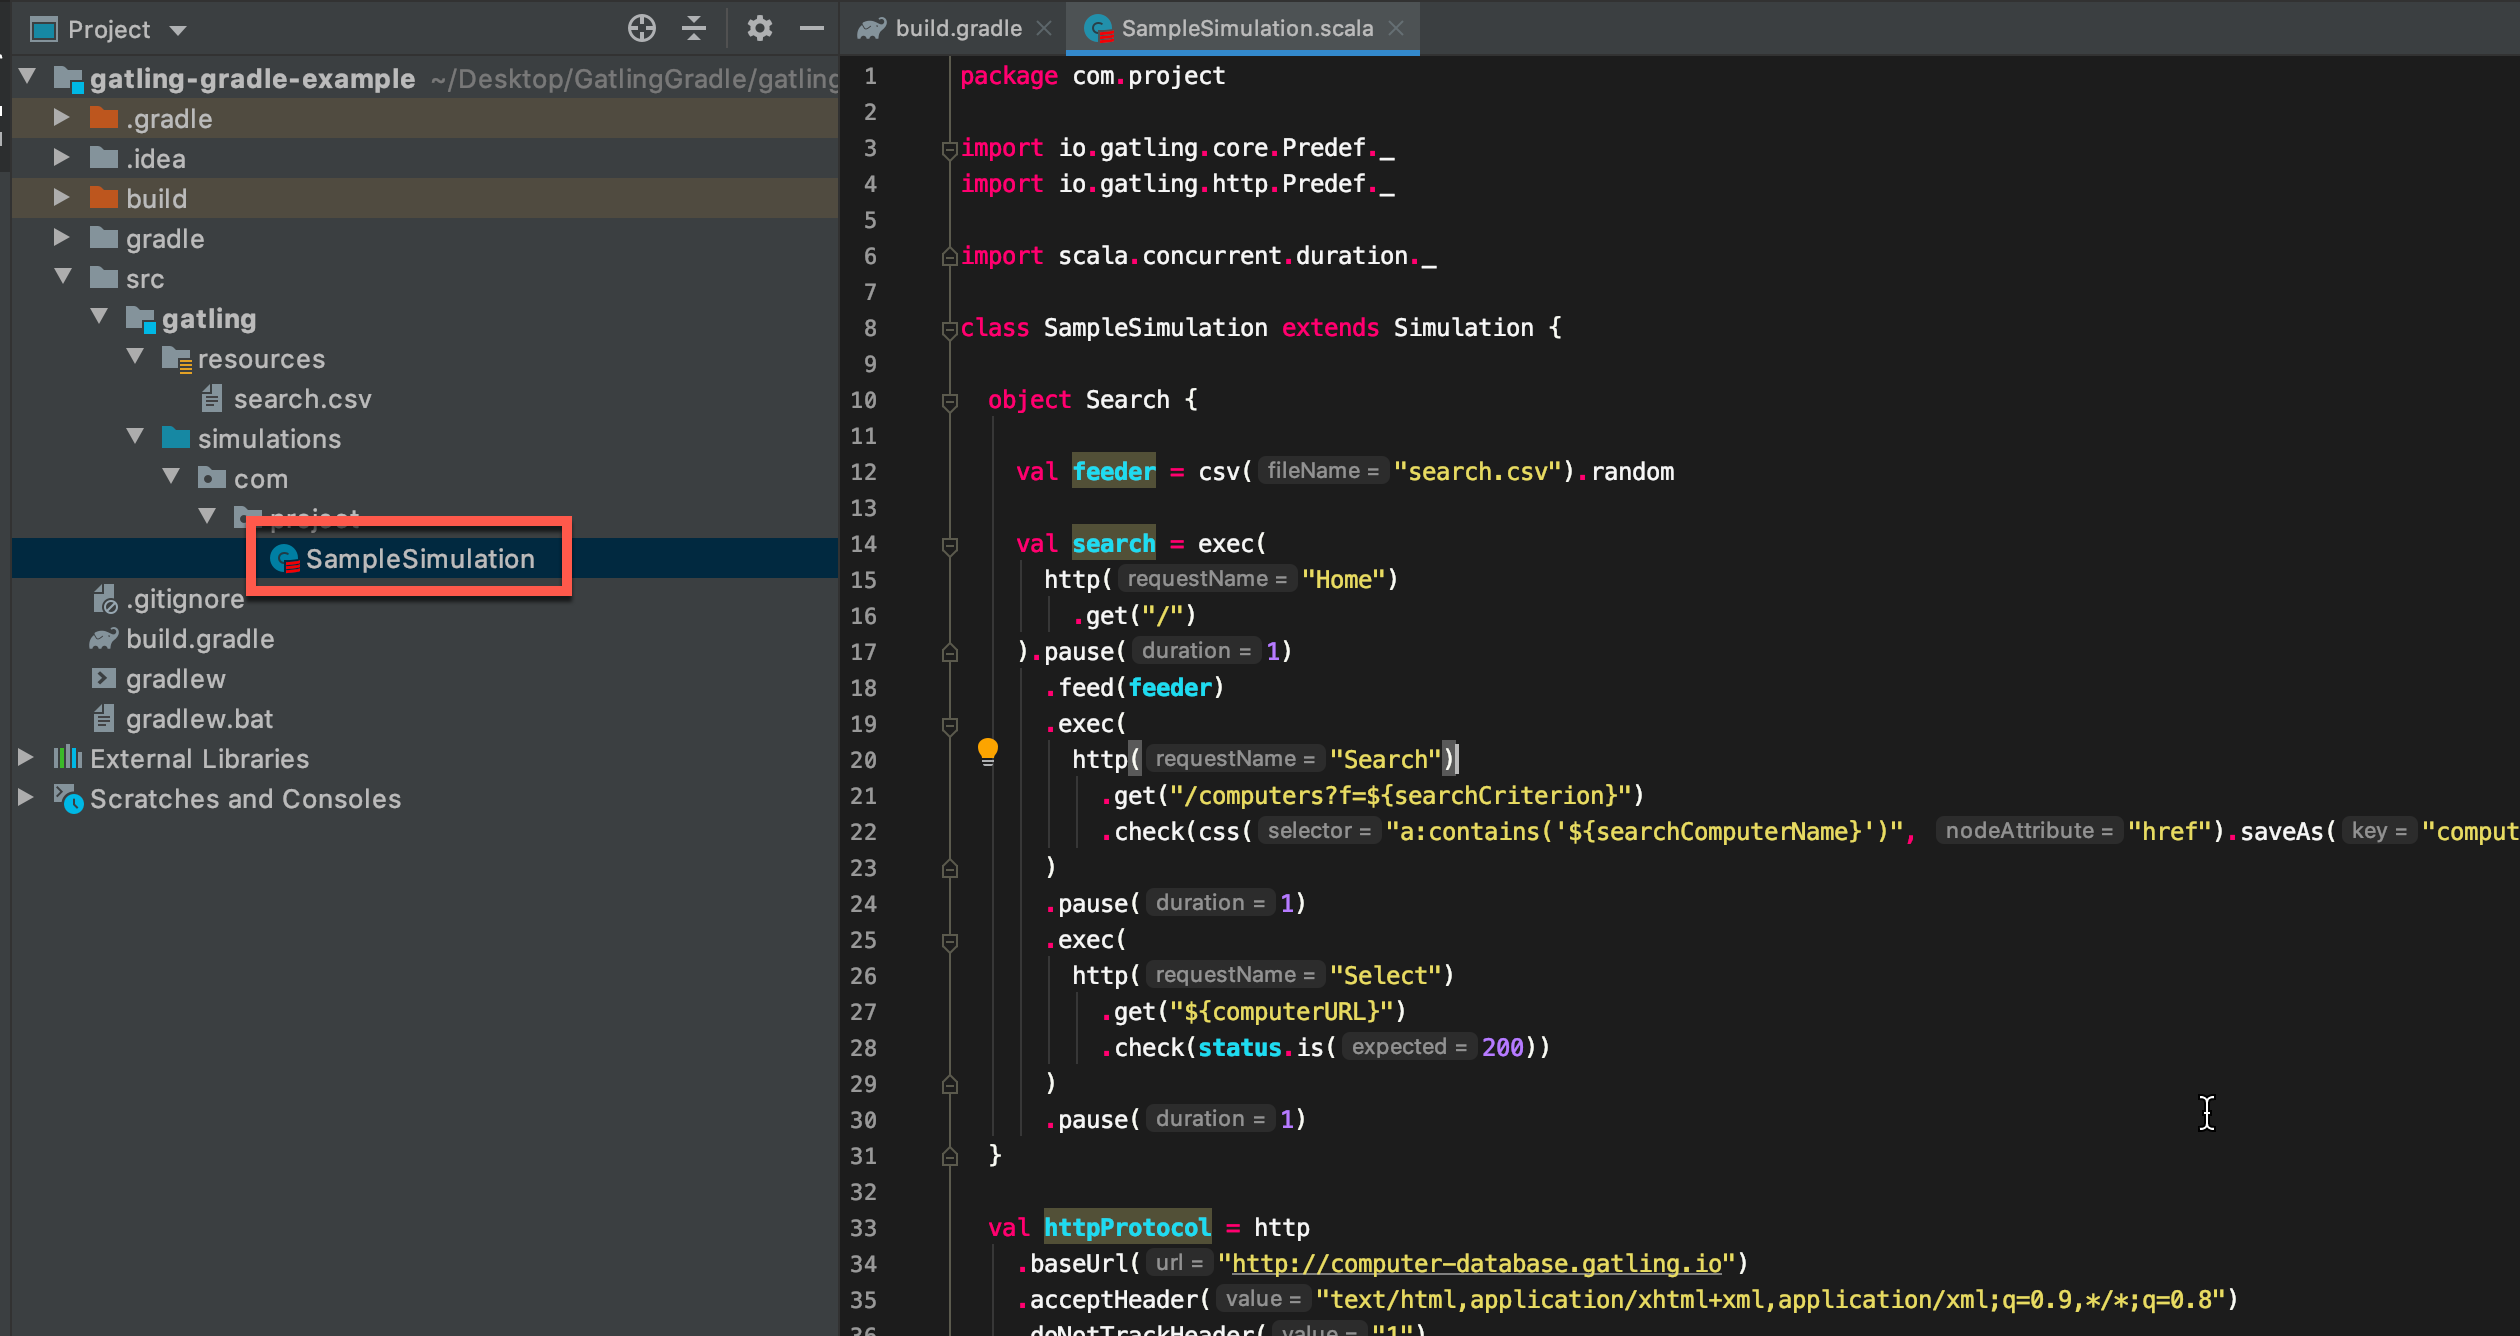 Project
gatling-gradle-example ~/Desktop/GatlingGradle/gatling
.gradle
.idea
build
gradle
src
gatling
resources
search.csv
simulations
com
project
SampleSimulation
.gitignore
build.gradle
gradlew
gradlew.bat
External Libraries
Scratches and Consoles
build.gradle
SampleSimulation.scala
1 package com.project
2
3 import io.gatling.core.Predef._
4 import io.gatling.http.Predef._
5
6 import scala.concurrent.duration._
7
8 class SampleSimulation extends Simulation {
9
10 object Search {
11
12 val feeder = csv( fileName = "search.csv").random
13
14 val search = exec(
15 http( requestName = "Home")
16 .get("/")
17 ).pause( duration = 1)
18 .feed(feeder)
19 .exec(
20 http( requestName = "Search")
21 .get("/computers?f=${searchCriterion}")
22 .check(css( selector = "a:contains('${searchComputerName}')", nodeAttribute = "href").saveAs( key = "comput
23 )
24 .pause( duration = 1)
25 .exec(
26 http( requestName = "Select")
27 .get("${computerURL}")
28 .check(status.is( expected = 200))
29 )
30 .pause( duration = 1)
31 }
32
33 val httpProtocol = http
34 .baseUrl( url = "http://computer-database.gatling.io")
35 .acceptHeader( value = "text/html,application/xhtml+xml,application/xml;q=0.9,*/*;q=0.8")
36 .doNotTrackHeader( value = "1")